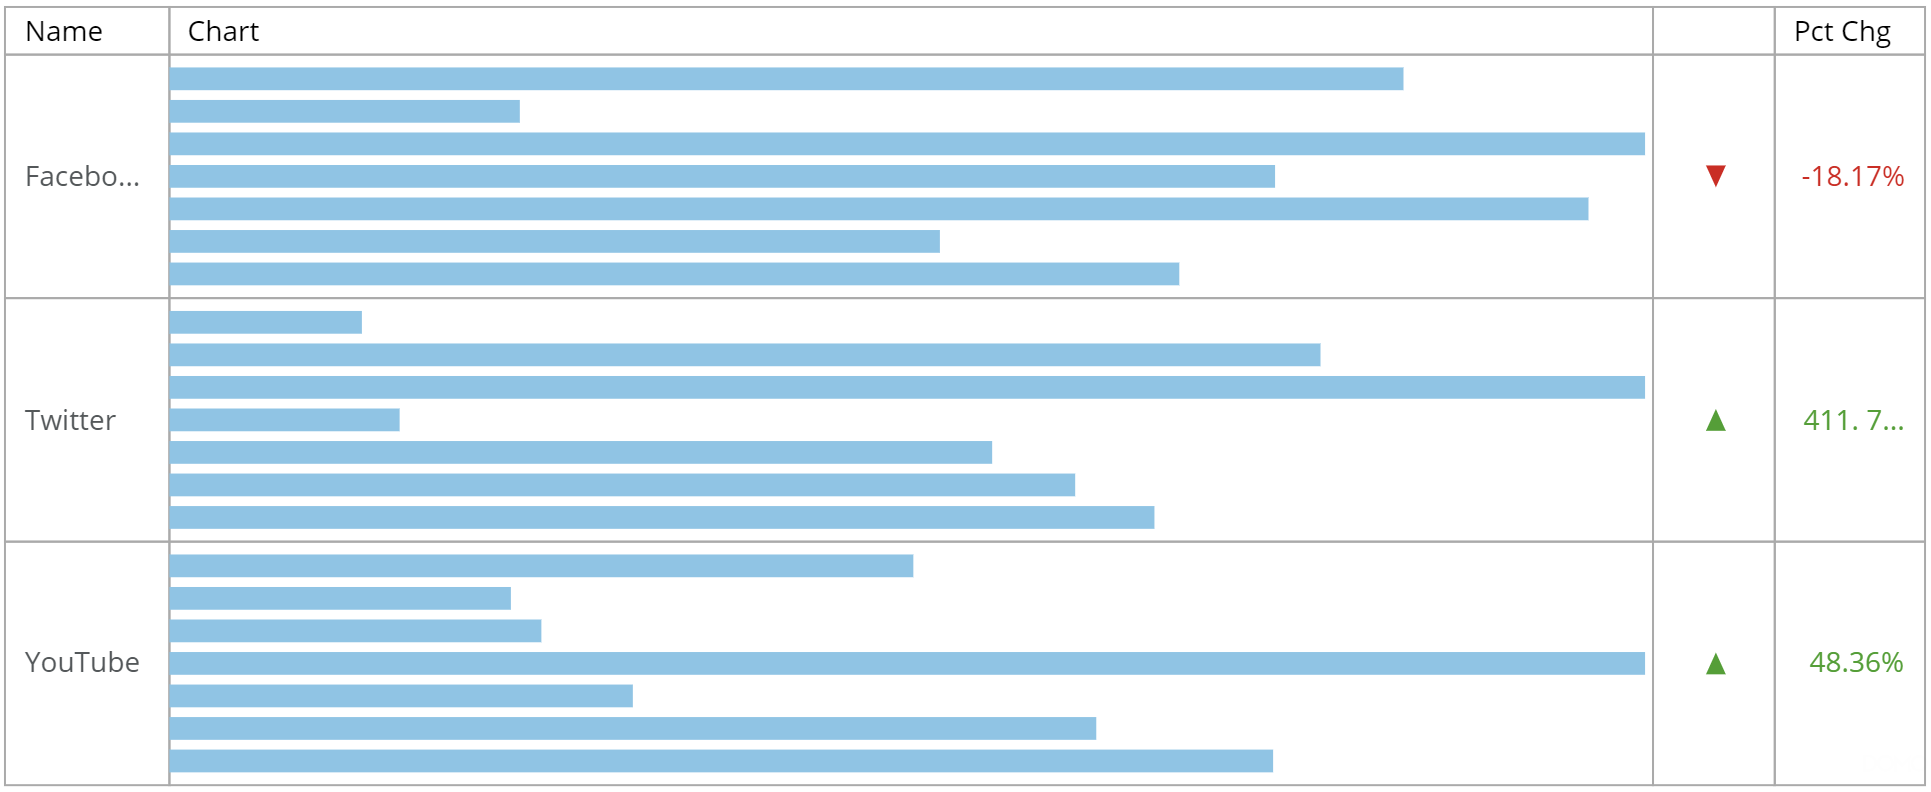 Name Chart Pct Chg
Facebo... -18.17%
Twitter 411. 7...
YouTube 48.36%